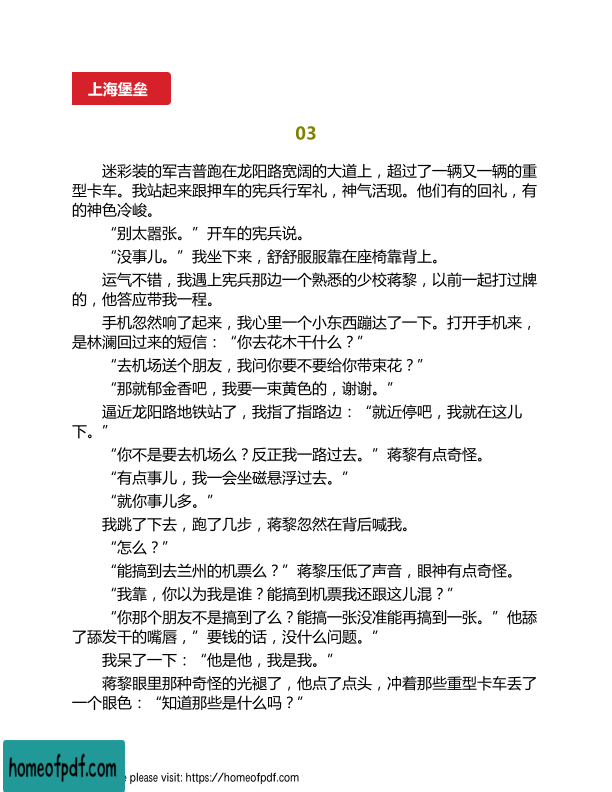 上海堡垒
03
迷彩装的军吉普跑在龙阳路宽阔的大道上，超过了一辆又一辆的重
型卡车。我站起来跟押车的宪兵行军礼，神气活现。他们有的回礼，有
的神色冷峻。
“别太嚣张。”开车的宪兵说。
“没事儿。”我坐下来，舒舒服服靠在座椅靠背上。
运气不错，我遇上宪兵那边一个熟悉的少校蒋黎，以前一起打过牌
的，他答应带我一程。
手机忽然响了起来，我心里一个小东西蹦达了一下。打开手机来，
是林澜回过来的短信：“你去花木干什么？”
“去机场送个朋友，我问你要不要给你带束花？”
“那就郁金香吧，我要一束黄色的，谢谢。”
逼近龙阳路地铁站了，我指了指路边：“就近停吧，我就在这儿
下。”
“你不是要去机场么？反正我一路过去。”蒋黎有点奇怪。
“有点事儿，我一会坐磁悬浮过去。“
“就你事儿多。”
我跳了下去，跑了几步，蒋黎忽然在背后喊我。
“怎么？”
“能搞到去兰州的机票么？”蒋黎压低了声音，眼神有点奇怪。
“我靠，你以为我是谁？能搞到机票我还跟这儿混？”
“你那个朋友不是搞到了么？能搞一张没准能再搞到一张。”他舔
了舔发干的嘴唇，”要钱的话，没什么问题。”
我呆了一下：“他是他，我是我。”
蒋黎眼里那种奇怪的光褪了，他点了点头，冲着那些重型卡车丢了
一个眼色：“知道那些是什么吗？”
homeofpdf.com
e please visit: https://homeofpdf.com